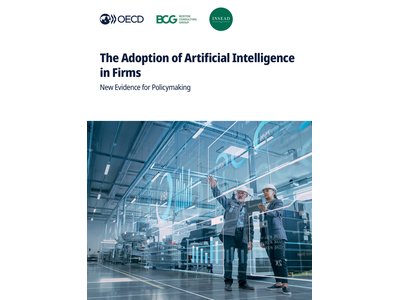 OECD
BCG
BOSTON
CONSULTING
GROUP
INSEAD
The Adoption of Artificial Intelligence
in Firms
New Evidence for Policymaking